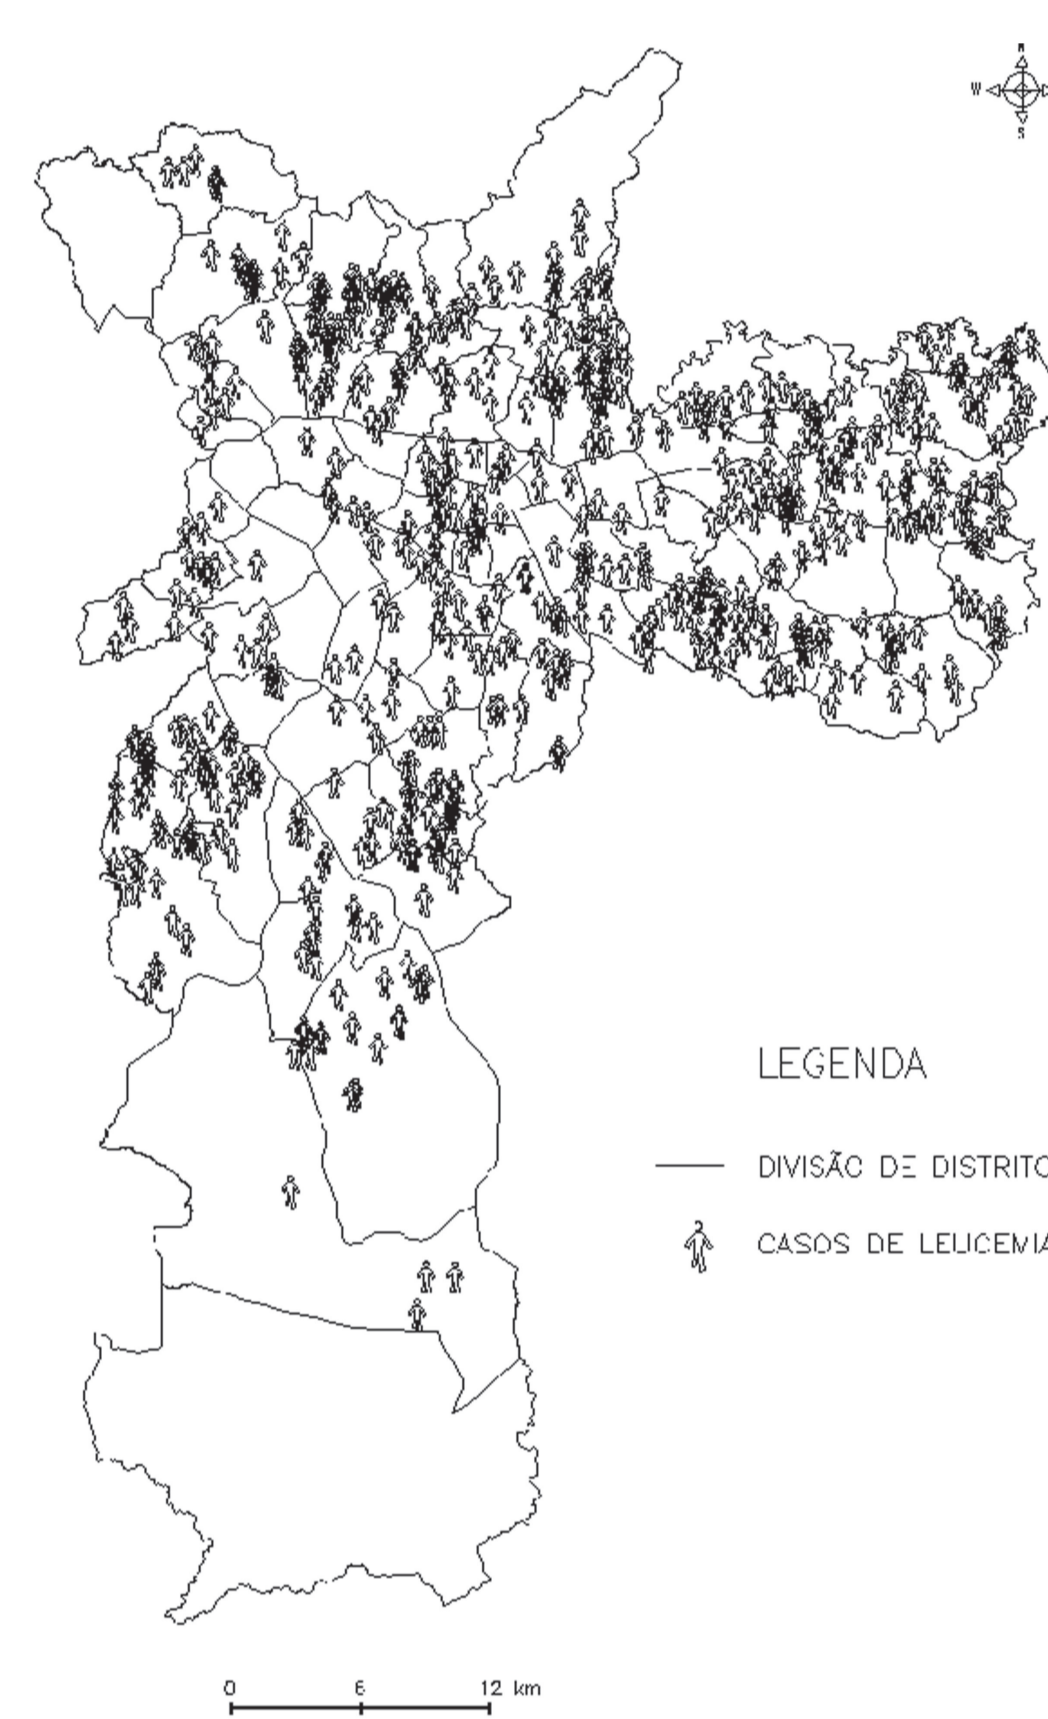 N
W
S
LEGENDA
DIVISÃO DE DISTRITO
CASOS DE LEUCEMIA
0 6 12 km